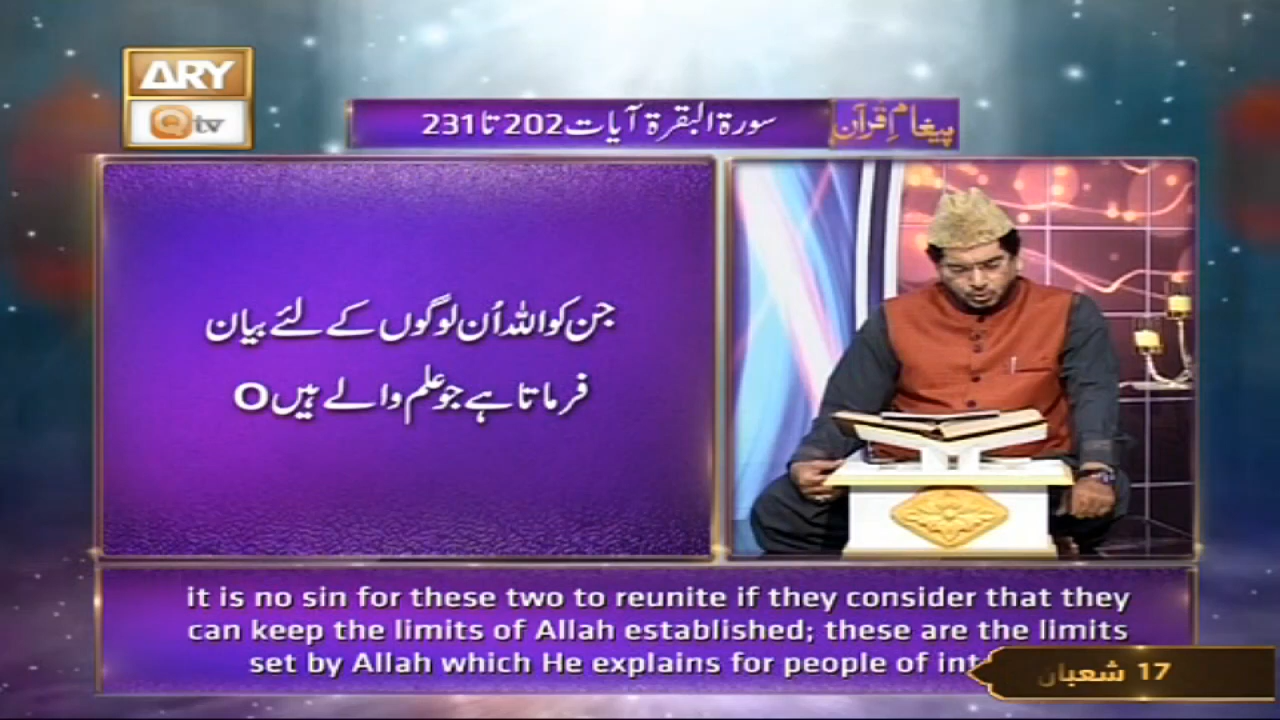 ARY
Qtv
پیغامِ قرآن
سورۃ البقرۃ آیات 202 تا 231
جن کو اللہ اُن لوگوں کے لئے بیان
فرماتا ہے جو علم والے ہیں O
it is no sin for these two to reunite if they consider that they
can keep the limits of Allah established; these are the limits
set by Allah which He explains for people of int
17 شعبان